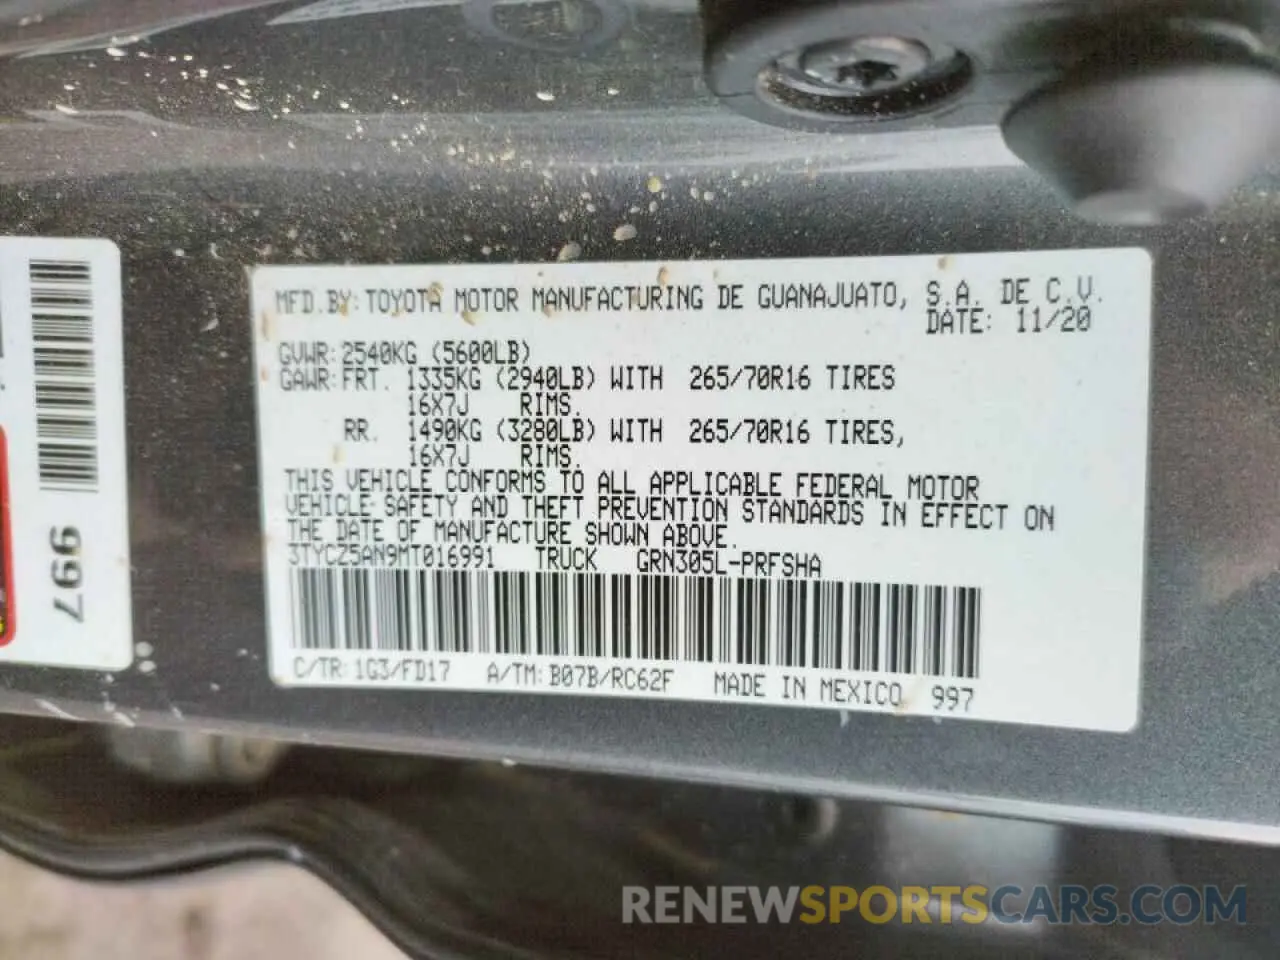 MFD.BY: TOYOTA MOTOR MANUFACTURING DE GUANAJUATO, S.A. DE C.V.
DATE: 11/20
GVWR: 2540KG (5600LB)
GAWR: FRT. 1335KG (2940LB) WITH 265/70R16 TIRES
16X7J RIMS.
RR. 1490KG (3280LB) WITH 265/70R16 TIRES,
16X7J RIMS.
THIS VEHICLE CONFORMS TO ALL APPLICABLE FEDERAL MOTOR
VEHICLE SAFETY AND THEFT PREVENTION STANDARDS IN EFFECT ON
THE DATE OF MANUFACTURE SHOWN ABOVE.
3TYCZ5AN9MT016991 TRUCK GRN305L-PRFSHA
C/TR: 1G3/FD17 A/TM: B07B/RC62F MADE IN MEXICO 997
997
RENEWSPORTSCARS.COM